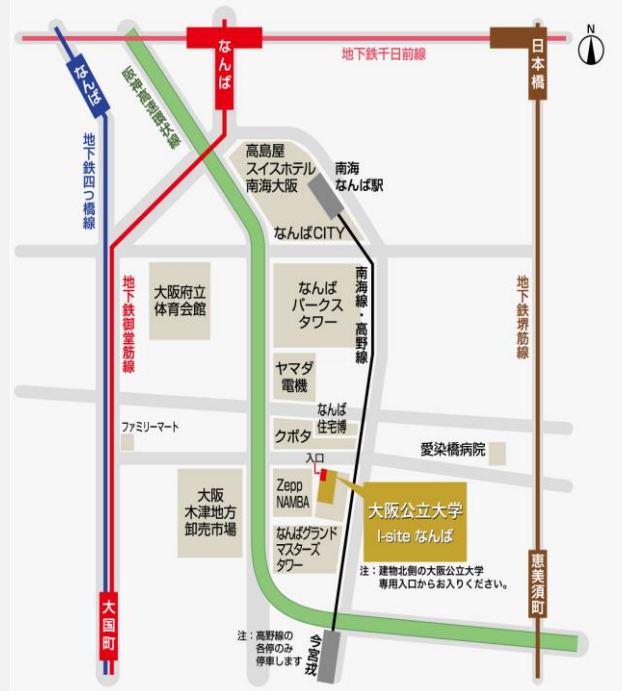 N
なんば
なんば
日本橋
地下鉄千日前線
阪神高速環状線
地下鉄四つ橋線
高島屋
スイスホテル
南海大阪
南海
なんば駅
なんばCITY
地下鉄御堂筋線
大阪府立
体育会館
なんば
パークス
タワー
南海線・高野線
地下鉄堺筋線
ヤマダ
電機
なんば
住宅博
ファミリーマート
クボタ
愛染橋病院
入口
大阪
木津地方
卸売市場
Zepp
NAMBA
大阪公立大学
I-site なんば
なんばグランド
マスターズ
タワー
注：建物北側の大阪公立大学
専用入口からお入りください。
恵美須町
大国町
注：高野線の
各停のみ
停車します
今宮戎